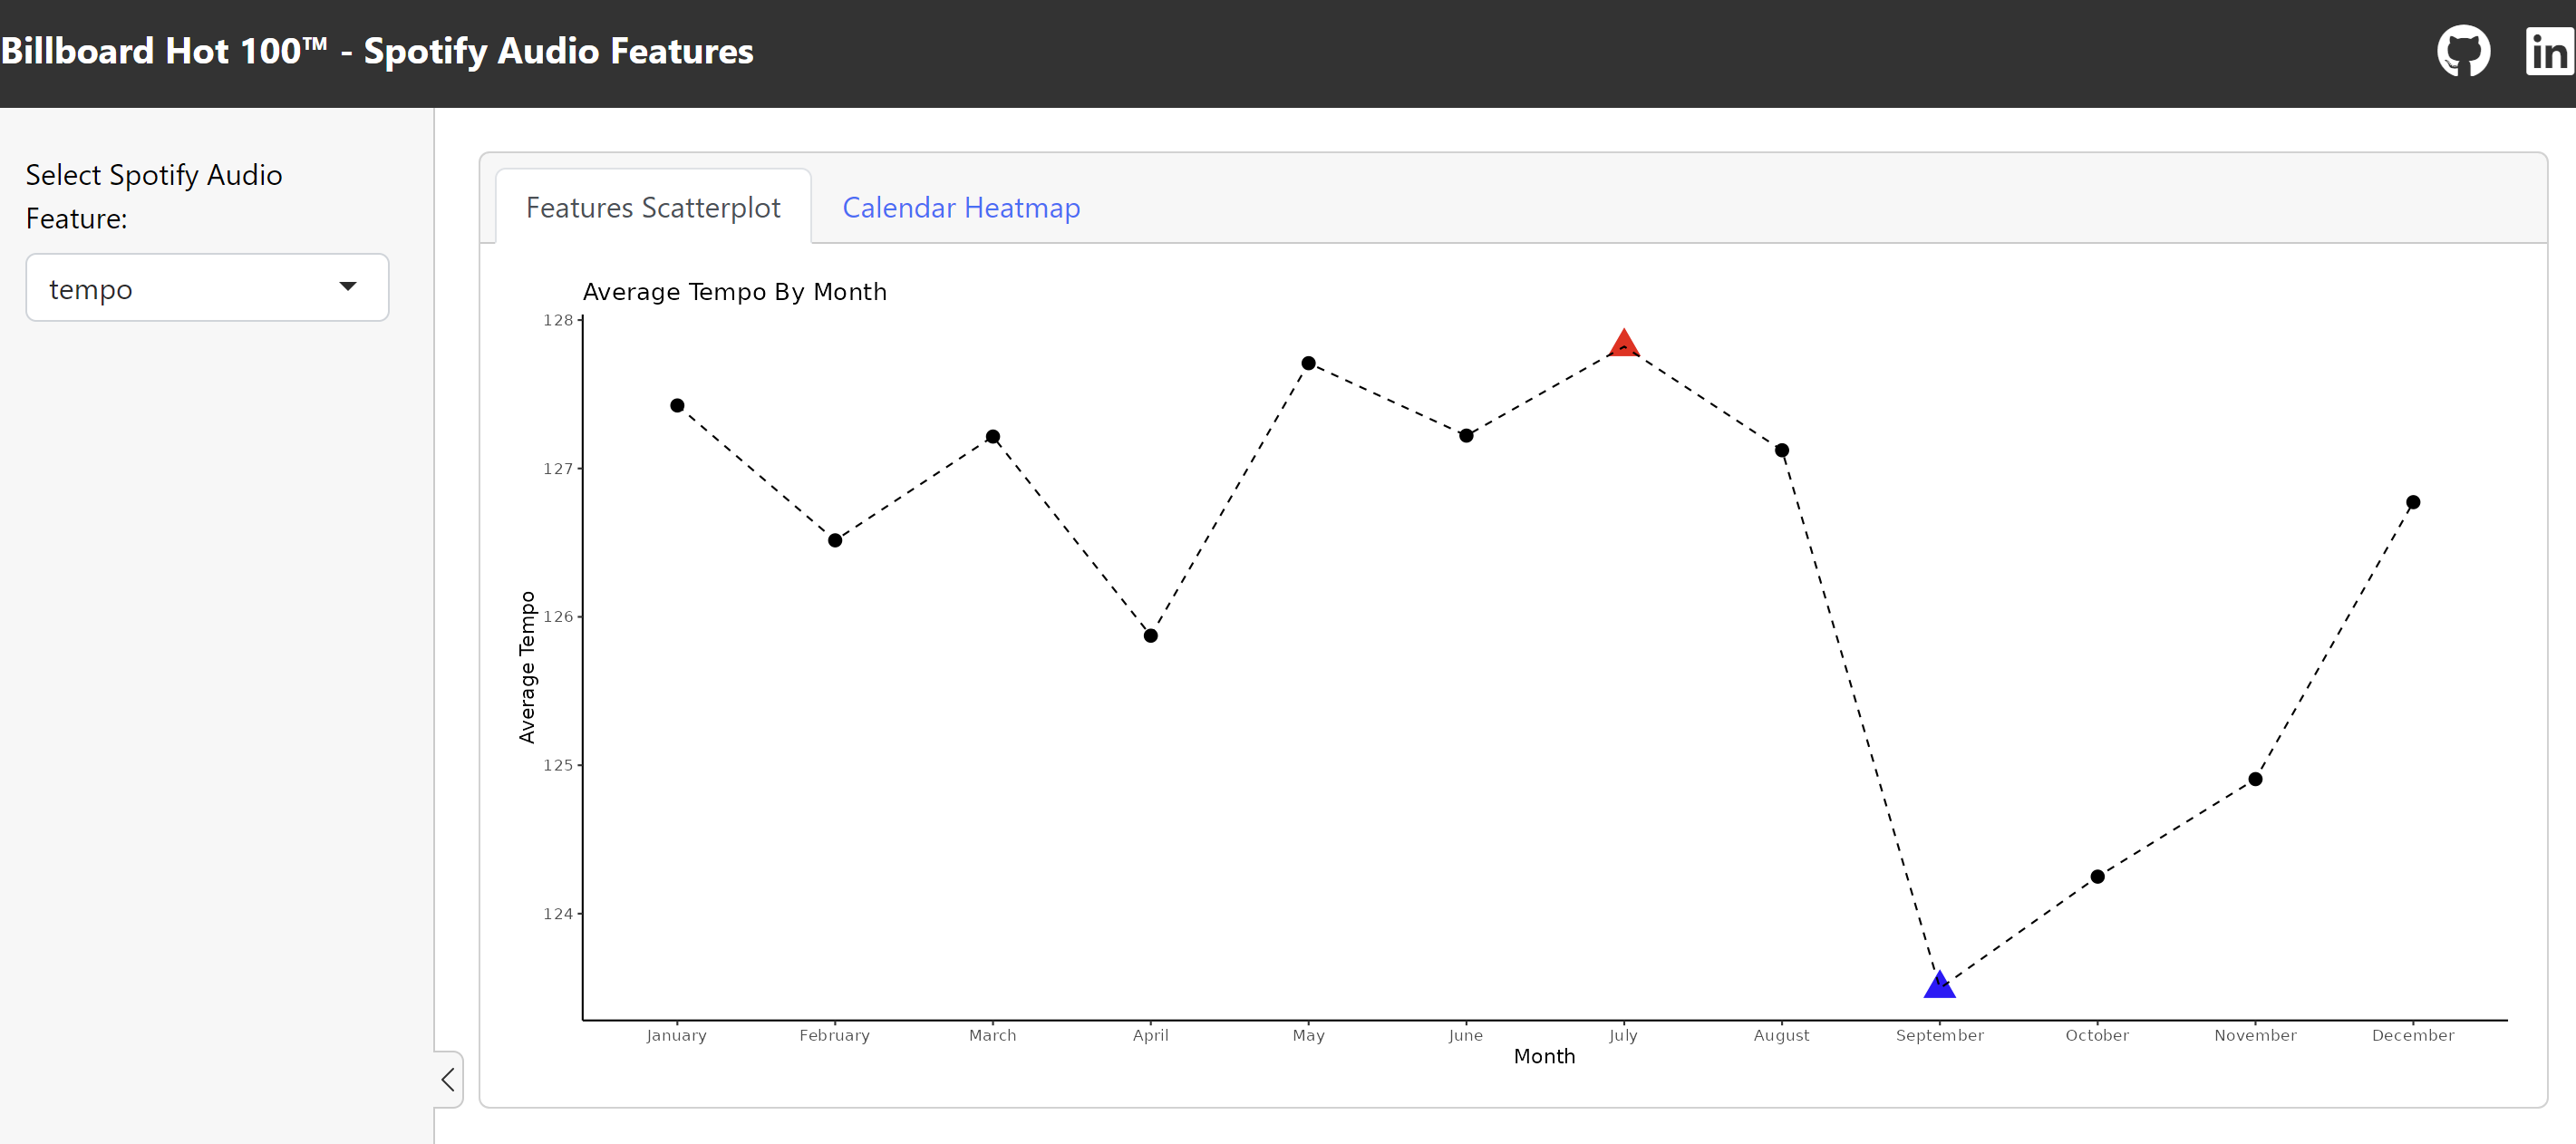 Billboard Hot 100™ - Spotify Audio Features
in
Select Spotify Audio
Feature:
tempo
Features Scatterplot
Calendar Heatmap
Average Tempo By Month
128
127
126
125
124
Average Tempo
January
February
March
April
May
June
July
August
September
October
November
December
Month